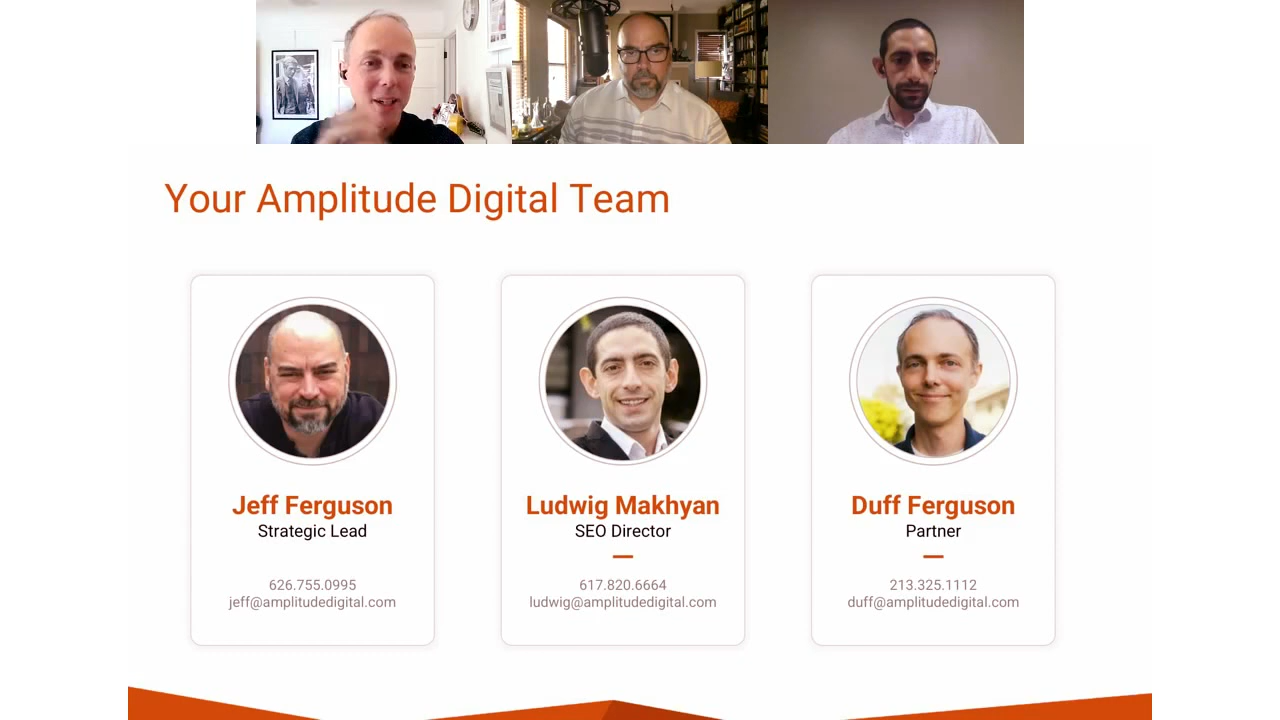 Your Amplitude Digital Team
Jeff Ferguson
Strategic Lead
626.755.0995
jeff@amplitudedigital.com
Ludwig Makhyan
SEO Director
617.820.6664
ludwig@amplitudedigital.com
Duff Ferguson
Partner
213.325.1112
duff@amplitudedigital.com